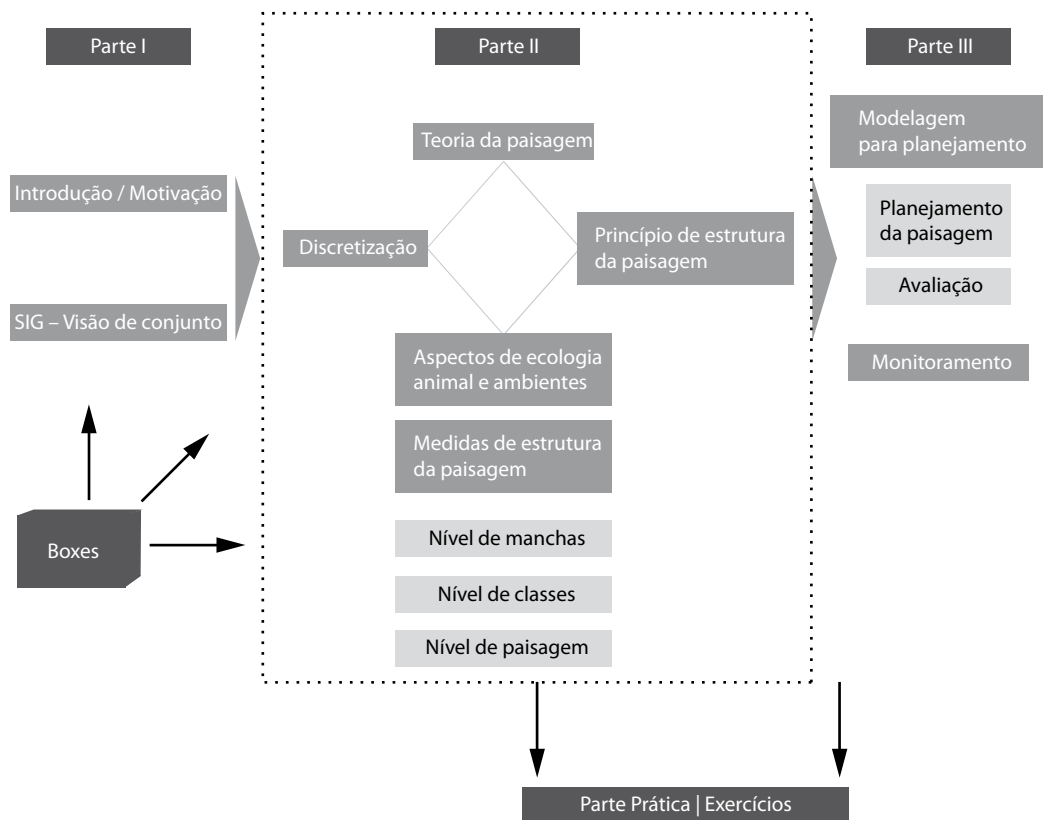 Parte I
Introdução / Motivação
SIG – Visão de conjunto
Boxes
Parte II
Teoria da paisagem
Discretização
Princípio de estrutura
da paisagem
Aspectos de ecologia
animal e ambientes
Medidas de estrutura
da paisagem
Nível de manchas
Nível de classes
Nível de paisagem
Parte III
Modelagem
para planejamento
Planejamento
da paisagem
Avaliação
Monitoramento
Parte Prática | Exercícios